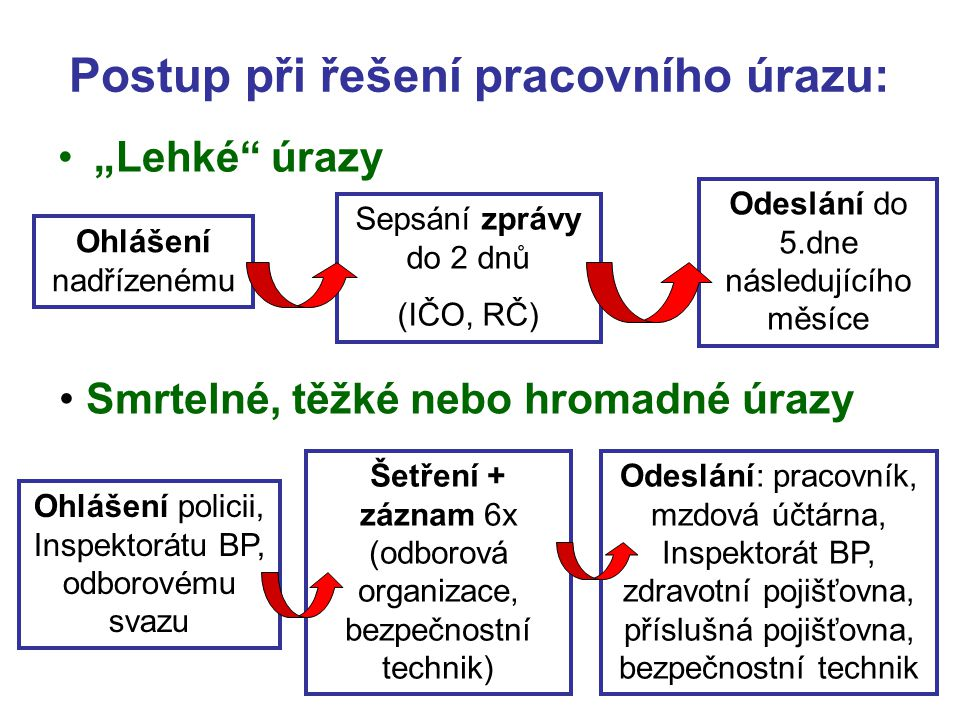 Postup při řešení pracovního úrazu:
• „Lehké“ úrazy
Ohlášení
nadřízenému
Sepsání zprávy
do 2 dnů
(IČO, RČ)
Odeslání do
5.dne
následujícího
měsíce
• Smrtelné, těžké nebo hromadné úrazy
Ohlášení policii,
Inspektorátu BP,
odborovému
svazu
Šetření +
záznam 6x
(odborová
organizace,
bezpečnostní
technik)
Odeslání: pracovník,
mzdová účtárna,
Inspektorát BP,
zdravotní pojišťovna,
příslušná pojišťovna,
bezpečnostní technik